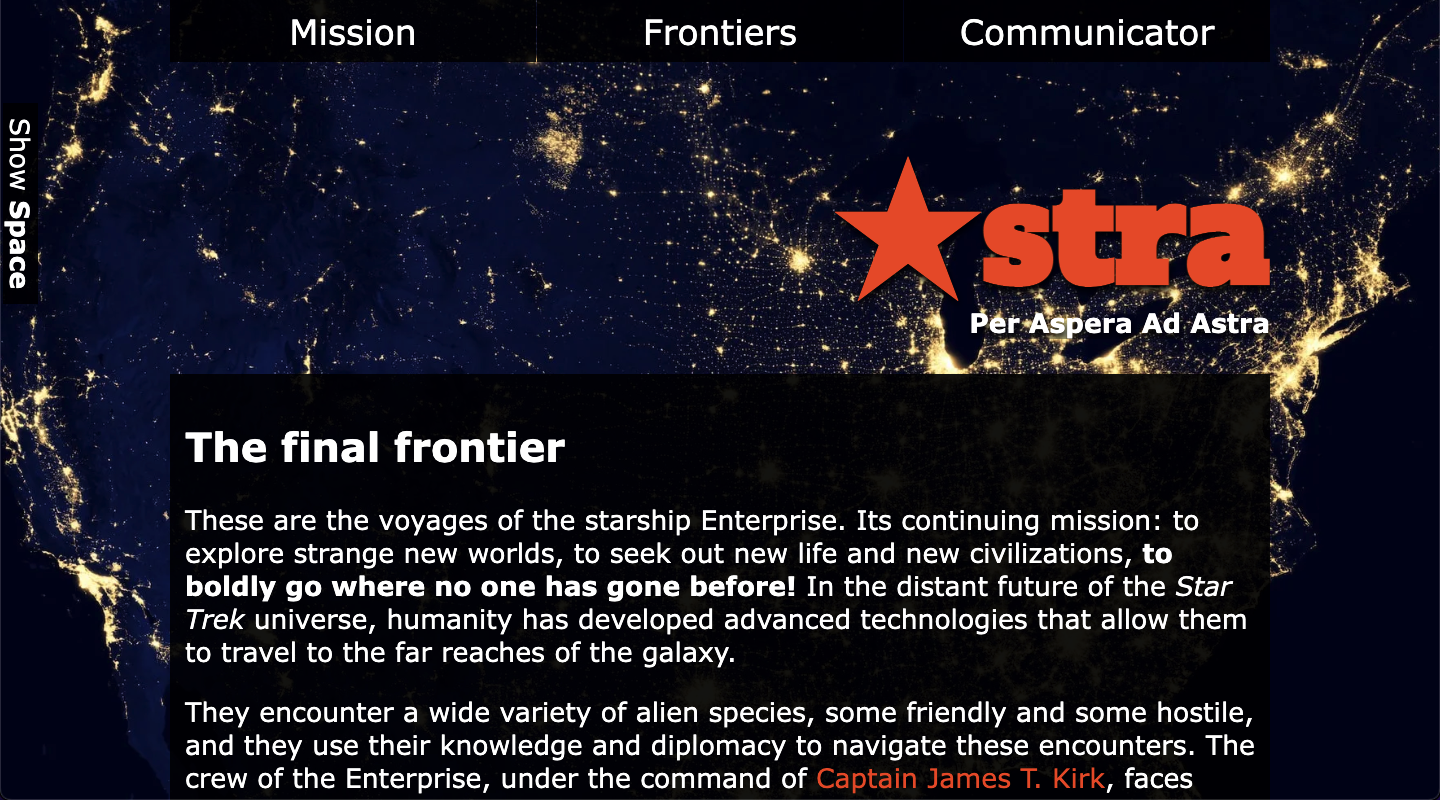 Mission Frontiers Communicator
Show Space
stra
Per Aspera Ad Astra
The final frontier
These are the voyages of the starship Enterprise. Its continuing mission: to
explore strange new worlds, to seek out new life and new civilizations, to
boldly go where no one has gone before! In the distant future of the Star
Trek universe, humanity has developed advanced technologies that allow them
to travel to the far reaches of the galaxy.
They encounter a wide variety of alien species, some friendly and some hostile,
and they use their knowledge and diplomacy to navigate these encounters. The
crew of the Enterprise, under the command of Captain James T. Kirk, faces